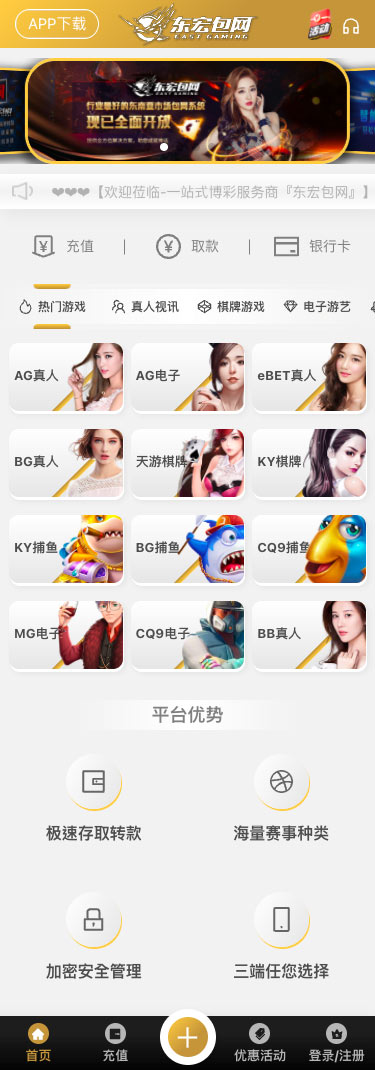 APP下载
东宏包网
EAST GAMING
活动
东宏包网
行业最好的东南亚市场包网系统
现已全面开放
❤❤❤【欢迎莅临-一站式博彩服务商『东宏包网』】
充值
取款
银行卡
热门游戏
真人视讯
棋牌游戏
电子游艺
AG真人
AG电子
eBET真人
BG真人
天游棋牌
KY棋牌
KY捕鱼
BG捕鱼
CQ9捕鱼
MG电子
CQ9电子
BB真人
平台优势
极速存取转款
海量赛事种类
加密安全管理
三端任您选择
首页
充值
优惠活动
登录/注册